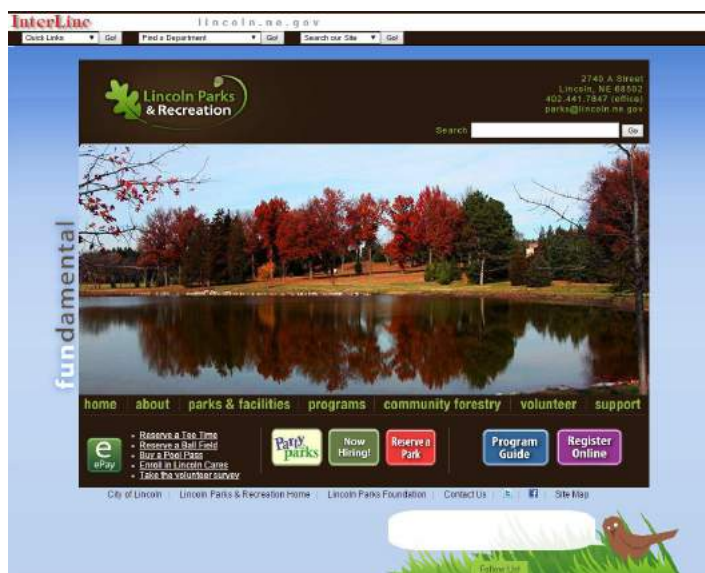 InterLinc lincoln.ne.gov
Quick Links Go! Find a Department Go! Search our Site Go!
Lincoln Parks
& Recreation
2740 A Street
Lincoln, NE 68502
402.441.7847 (office)
parks@lincoln.ne.gov
Search Go
fundamental
home about parks & facilities programs community forestry volunteer support
e
ePay
Reserve a Tee Time
Reserve a Ball Field
Buy a Pool Pass
Enroll in Lincoln Cares
Take the volunteer survey
Party
parks
Now
Hiring!
Reserve a
Park
Program
Guide
Register
Online
City of Lincoln Lincoln Parks & Recreation Home Lincoln Parks Foundation Contact Us Site Map
Follow Us!